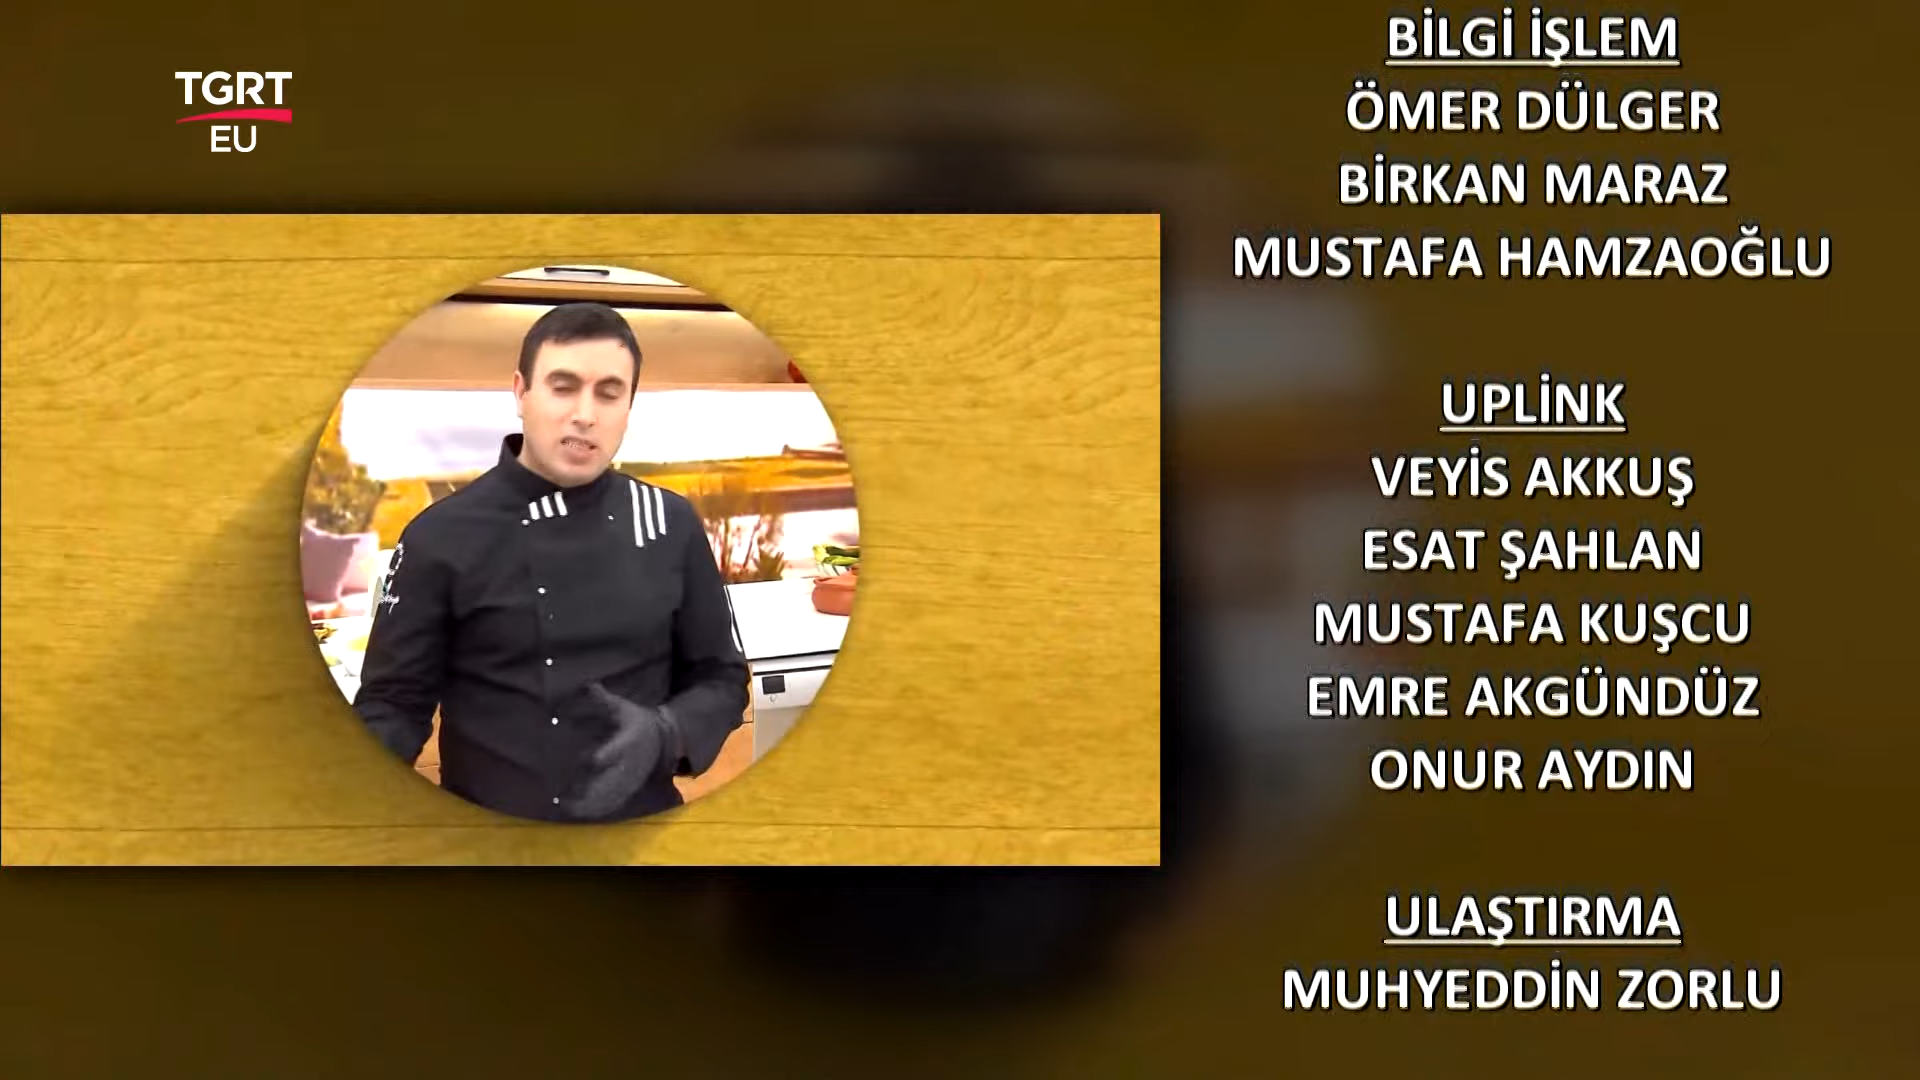 TGRT
EU
BİLGİ İŞLEM
ÖMER DÜLGER
BİRKAN MARAZ
MUSTAFA HAMZAOĞLU
UPLİNK
VEYİS AKKUŞ
ESAT ŞAHLAN
MUSTAFA KUŞCU
EMRE AKGÜNDÜZ
ONUR AYDIN
ULAŞTIRMA
MUHYEDDİN ZORLU